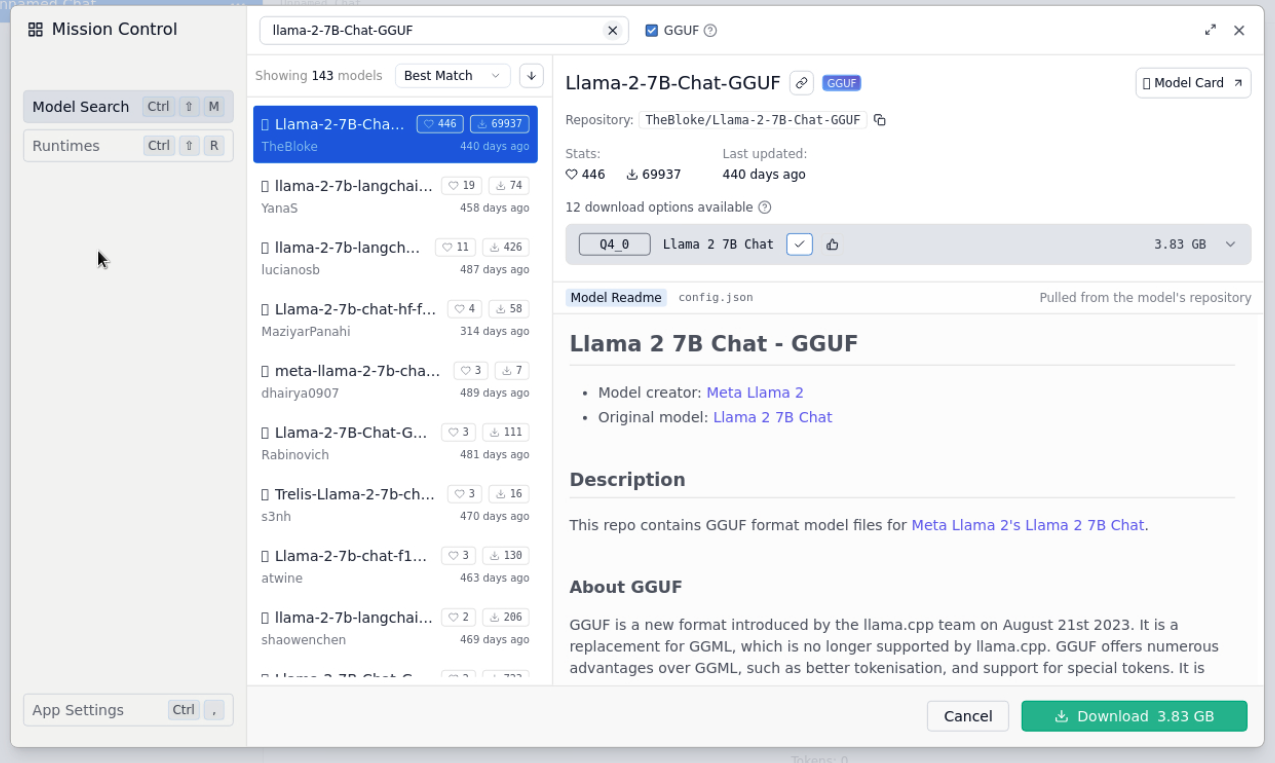 Mission Control
Model Search Ctrl ⇧ M
Runtimes Ctrl ⇧ R
App Settings Ctrl ,
llama-2-7B-Chat-GGUF
GGUF
Showing 143 models Best Match
Llama-2-7B-Cha... 446 69937
TheBloke 440 days ago
llama-2-7b-langchai... 19 74
YanaS 458 days ago
llama-2-7b-langch... 11 426
lucianosb 487 days ago
Llama-2-7b-chat-hf-f... 4 58
MaziyarPanahi 314 days ago
meta-llama-2-7b-cha... 3 7
dhairya0907 489 days ago
Llama-2-7B-Chat-G... 3 111
Rabinovich 481 days ago
Trelis-Llama-2-7b-ch... 3 16
s3nh 470 days ago
Llama-2-7b-chat-f1... 3 130
atwine 463 days ago
llama-2-7b-langchai... 2 206
shaowenchen 469 days ago
Llama-2-7B-Chat-GGUF GGUF Model Card
Repository: TheBloke/Llama-2-7B-Chat-GGUF
Stats: Last updated:
446 69937 440 days ago
12 download options available
Q4_0 Llama 2 7B Chat 3.83 GB
Model Readme config.json Pulled from the model's repository
Llama 2 7B Chat - GGUF
• Model creator: Meta Llama 2
• Original model: Llama 2 7B Chat
Description
This repo contains GGUF format model files for Meta Llama 2's Llama 2 7B Chat.
About GGUF
GGUF is a new format introduced by the llama.cpp team on August 21st 2023. It is a
replacement for GGML, which is no longer supported by llama.cpp. GGUF offers numerous
advantages over GGML, such as better tokenisation, and support for special tokens. It is
Cancel Download 3.83 GB
Tokens: 0